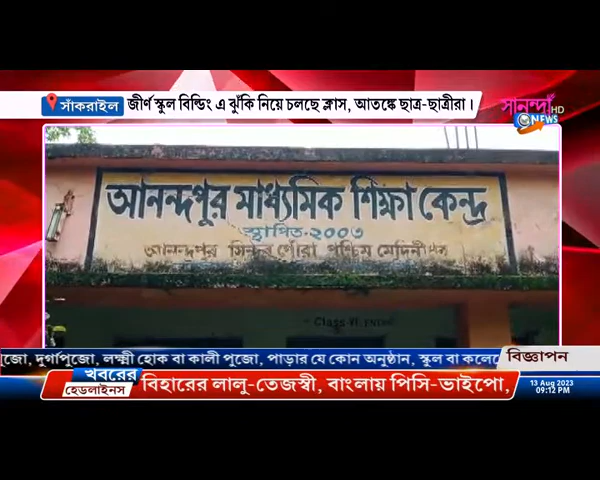 সাঁকরাইল
জীর্ণ স্কুল বিল্ডিং এ ঝুঁকি নিয়ে চলছে ক্লাস, আতঙ্কে ছাত্র-ছাত্রীরা।
সানন্দা HD
NEWS
আনন্দপুর মাধ্যমিক শিক্ষা কেন্দ্র
স্থাপিত-২০০৩
আনন্দপুর সিন্দুর গৌরা পশ্চিম মেদিনীপুর
Class-VI
পুজো, দুর্গাপুজো, লক্ষ্মী হোক বা কালী পুজো, পাড়ার যে কোন অনুষ্ঠান, স্কুল বা কলেজে
বিজ্ঞাপন
খবরের
হেডলাইনস
বিহারের লালু-তেজস্বী, বাংলায় পিসি-ভাইপো,
13 Aug 2023
09:12 PM